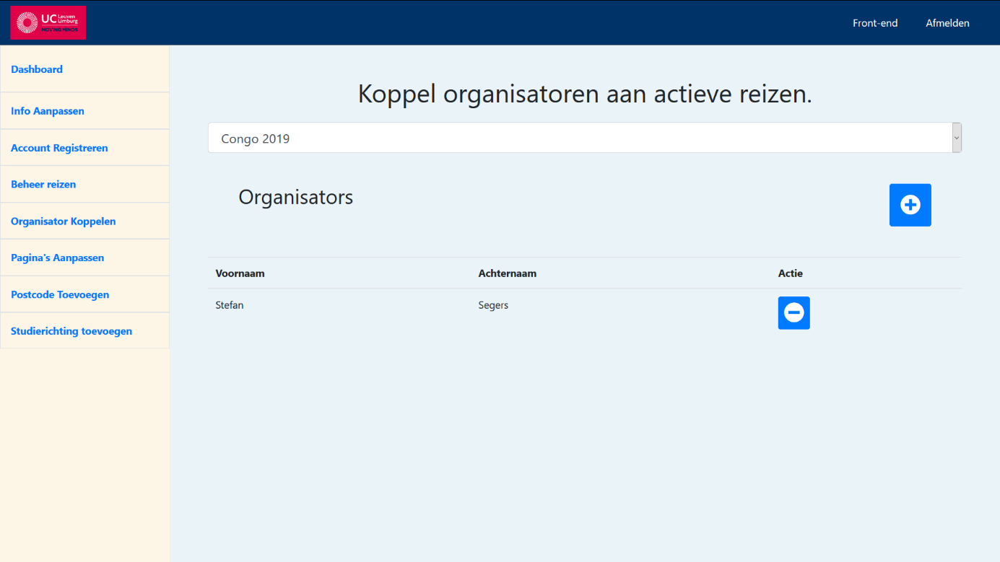 UC Leuven
Limburg
MOVING MINDS
Front-end
Afmelden
Dashboard
Info Aanpassen
Account Registreren
Beheer reizen
Organisator Koppelen
Pagina's Aanpassen
Postcode Toevoegen
Studierichting toevoegen
Koppel organisatoren aan actieve reizen.
Congo 2019
Organisators
Voornaam Achternaam Actie
Stefan Segers